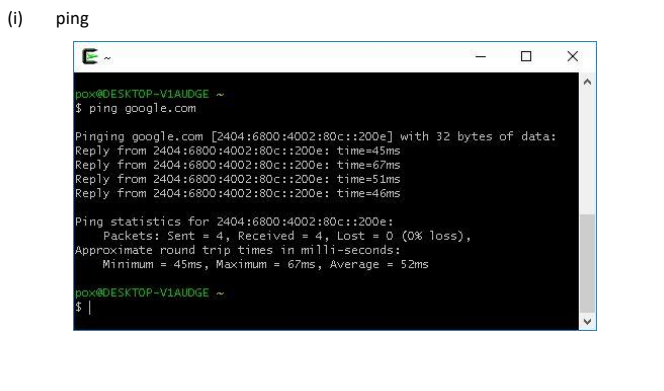 (i) ping
~
pox@DESKTOP-V1AUDGE ~
$ ping google.com
Pinging google.com [2404:6800:4002:80c::200e] with 32 bytes of data:
Reply from 2404:6800:4002:80c::200e: time=45ms
Reply from 2404:6800:4002:80c::200e: time=67ms
Reply from 2404:6800:4002:80c::200e: time=51ms
Reply from 2404:6800:4002:80c::200e: time=46ms
Ping statistics for 2404:6800:4002:80c::200e:
Packets: Sent = 4, Received = 4, Lost = 0 (0% loss),
Approximate round trip times in milli-seconds:
Minimum = 45ms, Maximum = 67ms, Average = 52ms
pox@DESKTOP-V1AUDGE ~
$